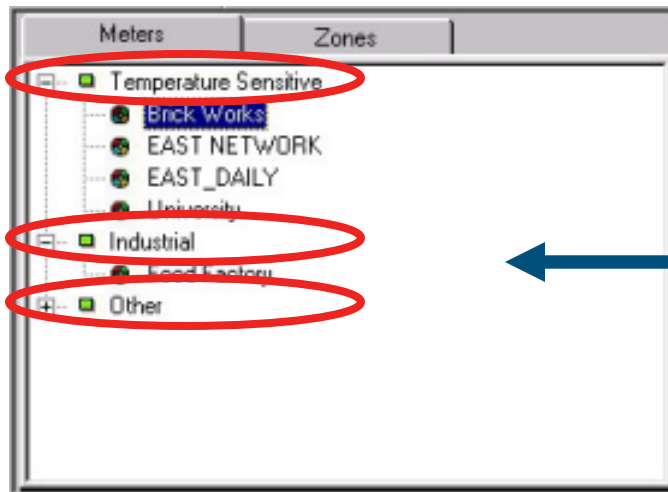 Meters Zones
Temperature Sensitive
Brick Works
EAST NETWORK
EAST_DAILY
University
Industrial
Food Factory
Other